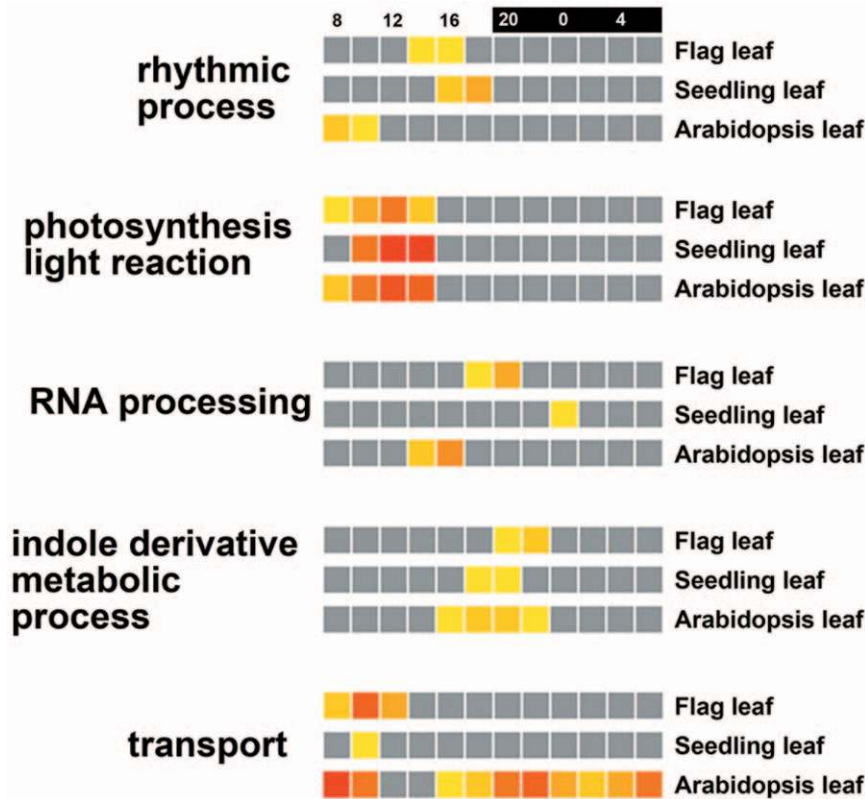 8 12 16 20 0 4
rhythmic
process
Flag leaf
Seedling leaf
Arabidopsis leaf
photosynthesis
light reaction
Flag leaf
Seedling leaf
Arabidopsis leaf
RNA processing
Flag leaf
Seedling leaf
Arabidopsis leaf
indole derivative
metabolic
process
Flag leaf
Seedling leaf
Arabidopsis leaf
transport
Flag leaf
Seedling leaf
Arabidopsis leaf